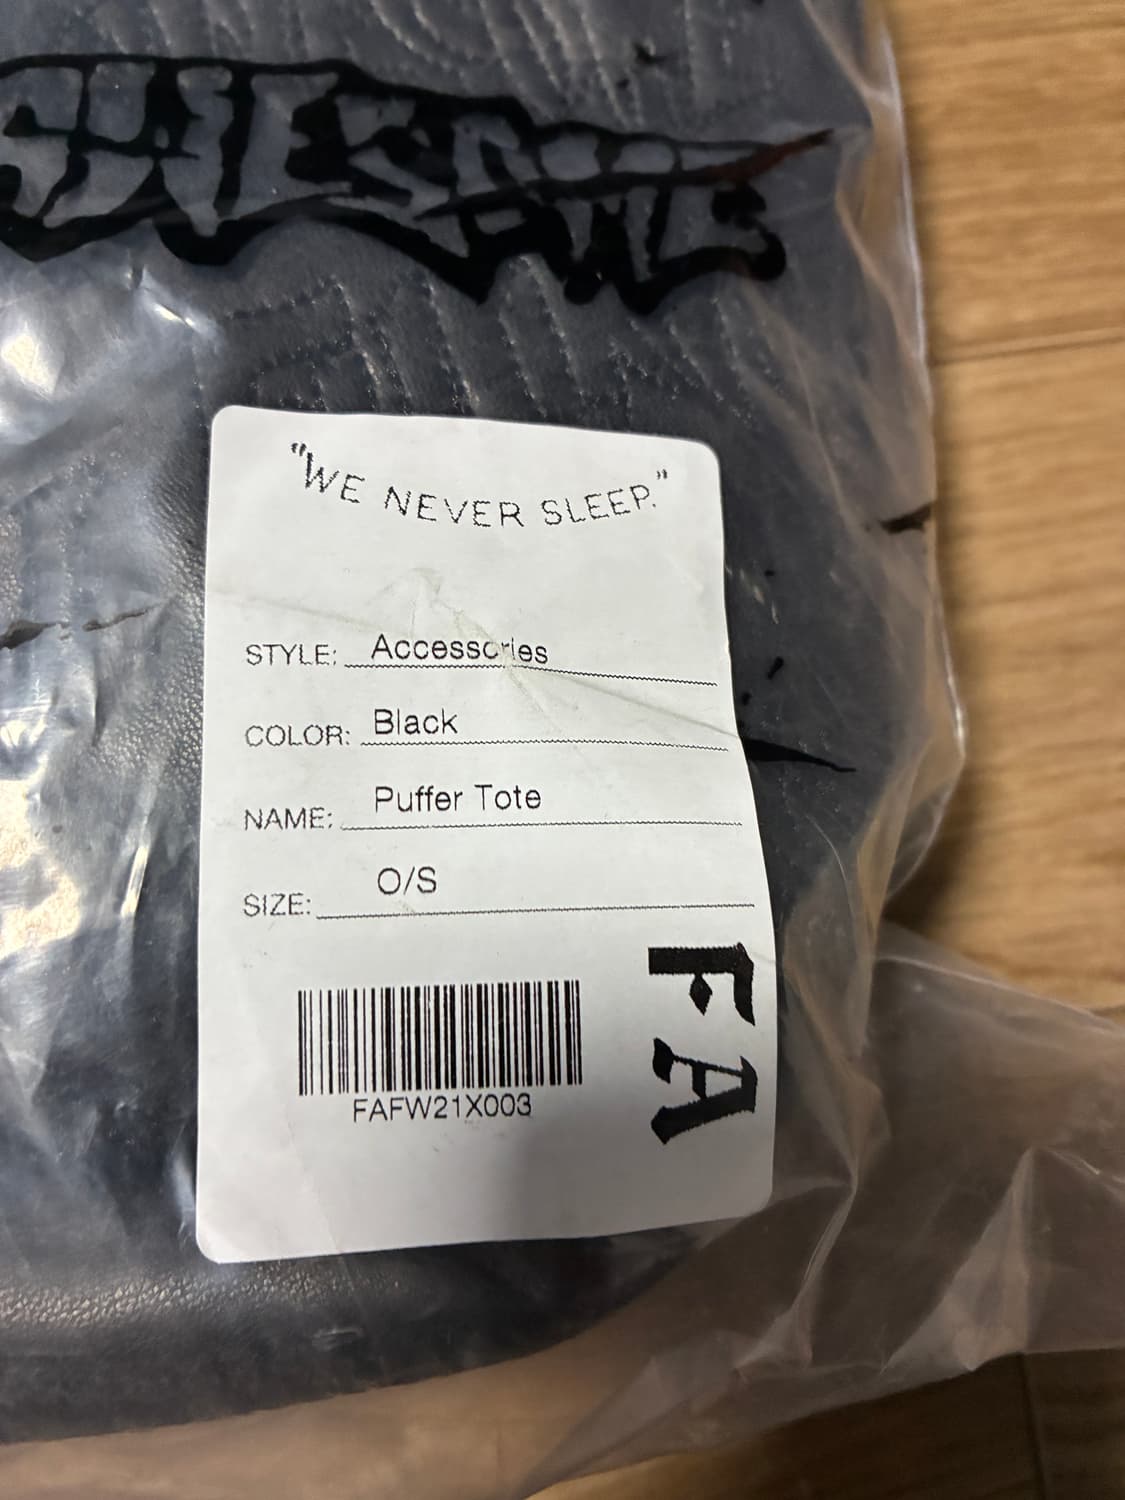 "WE NEVER SLEEP."
STYLE: Accessories
COLOR: Black
NAME: Puffer Tote
SIZE: O/S
FA
FAFW21X003